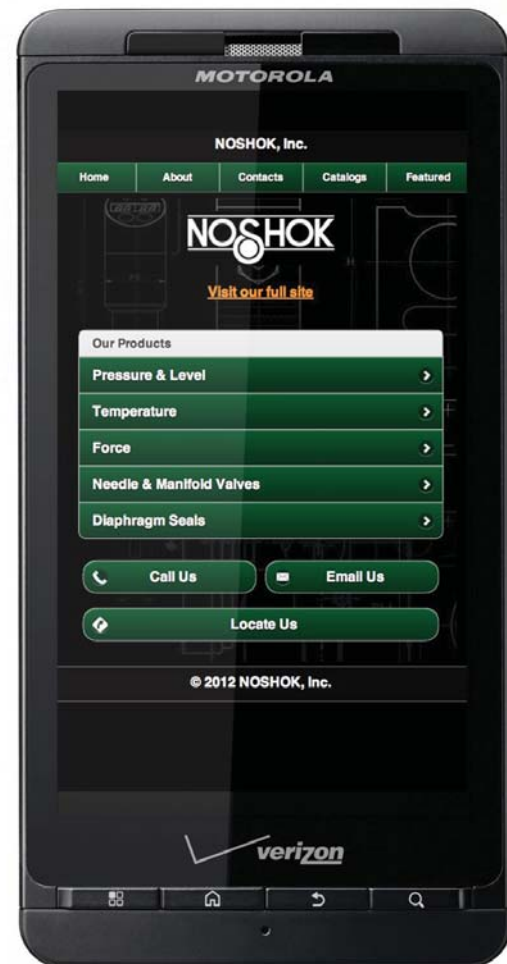 MOTOROLA
NOSHOK, Inc.
Home About Contacts Catalogs Featured
NOSHOK
Visit our full site
Our Products
Pressure & Level
Temperature
Force
Needle & Manifold Valves
Diaphragm Seals
Call Us Email Us
Locate Us
© 2012 NOSHOK, Inc.
verizon